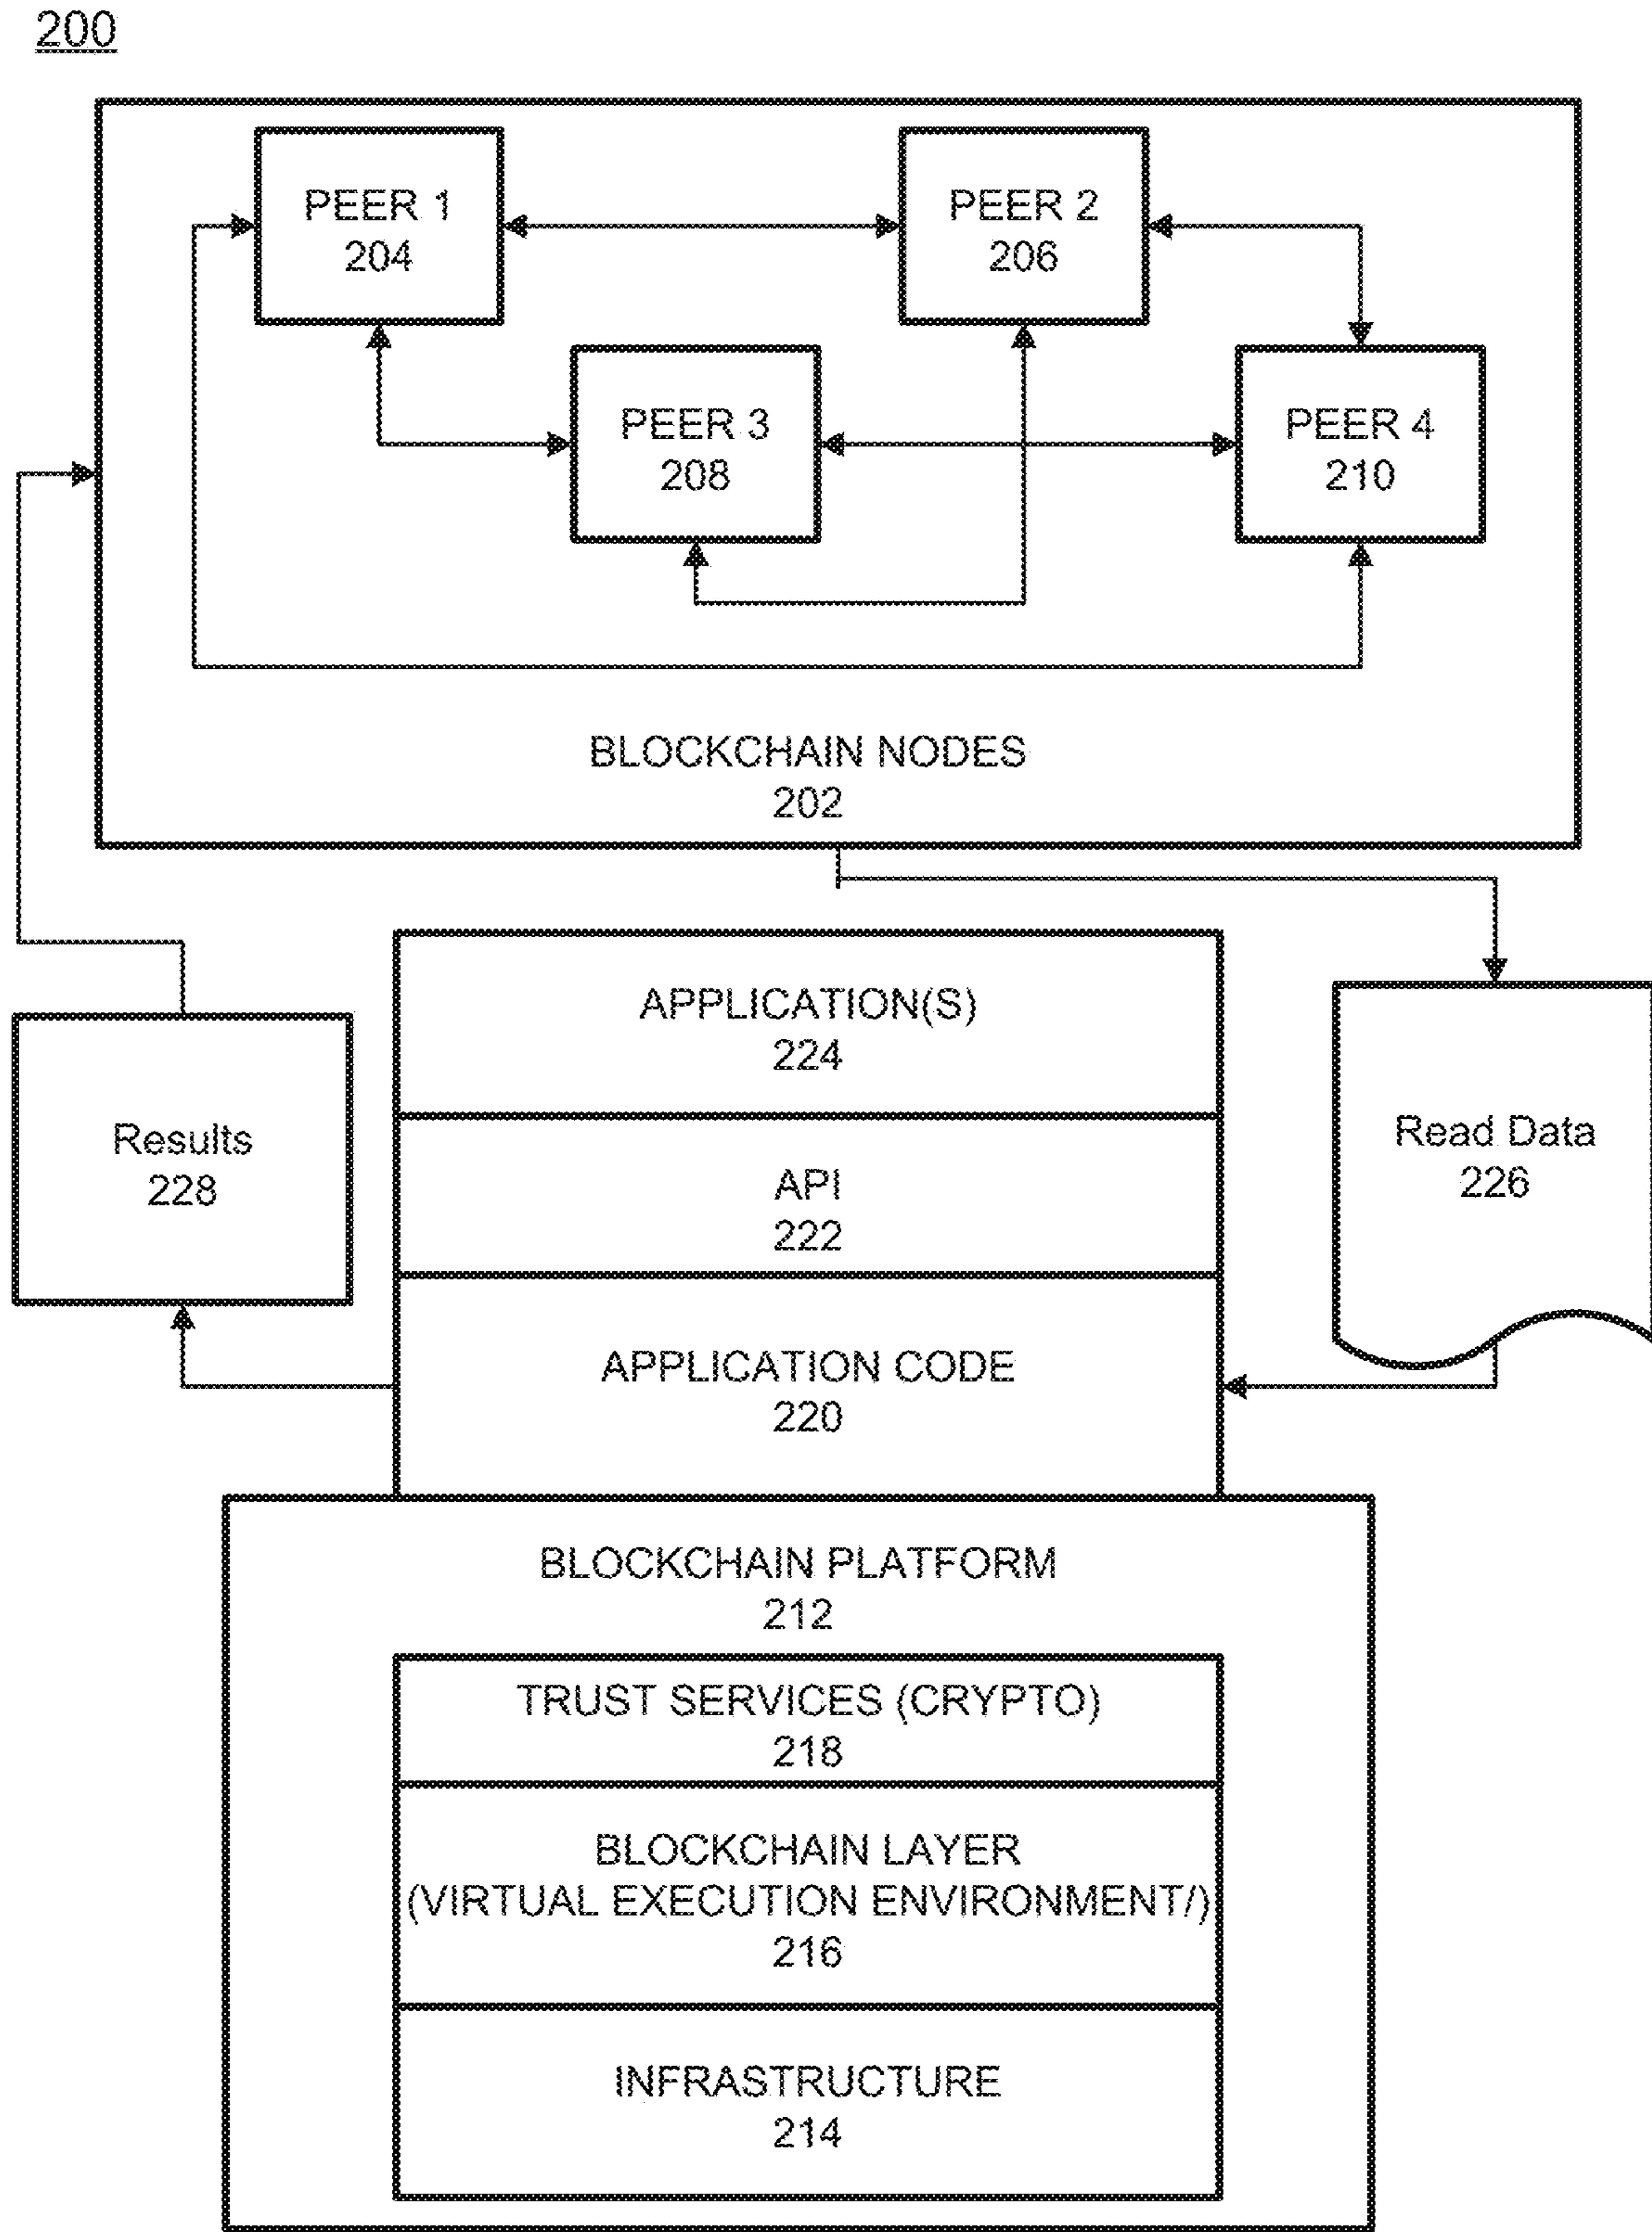 200
PEER 1
204
PEER 2
206
PEER 3
208
PEER 4
210
BLOCKCHAIN NODES
202
APPLICATION(S)
224
Results
228
API
222
Read Data
226
APPLICATION CODE
220
BLOCKCHAIN PLATFORM
212
TRUST SERVICES (CRYPTO)
218
BLOCKCHAIN LAYER
(VIRTUAL EXECUTION ENVIRONMENT/)
216
INFRASTRUCTURE
214